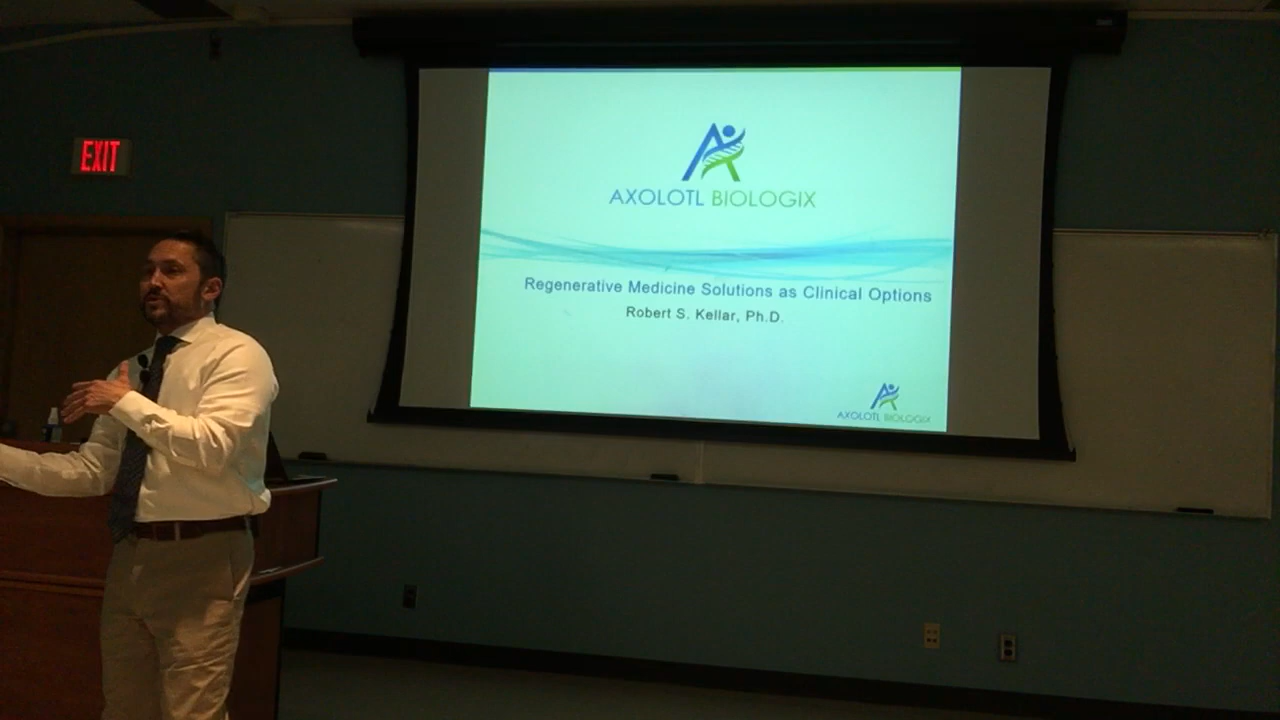 EXIT
AXOLOTL BIOLOGIX
Regenerative Medicine Solutions as Clinical Options
Robert S. Kellar, Ph.D.
AXOLOTL BIOLOGIX